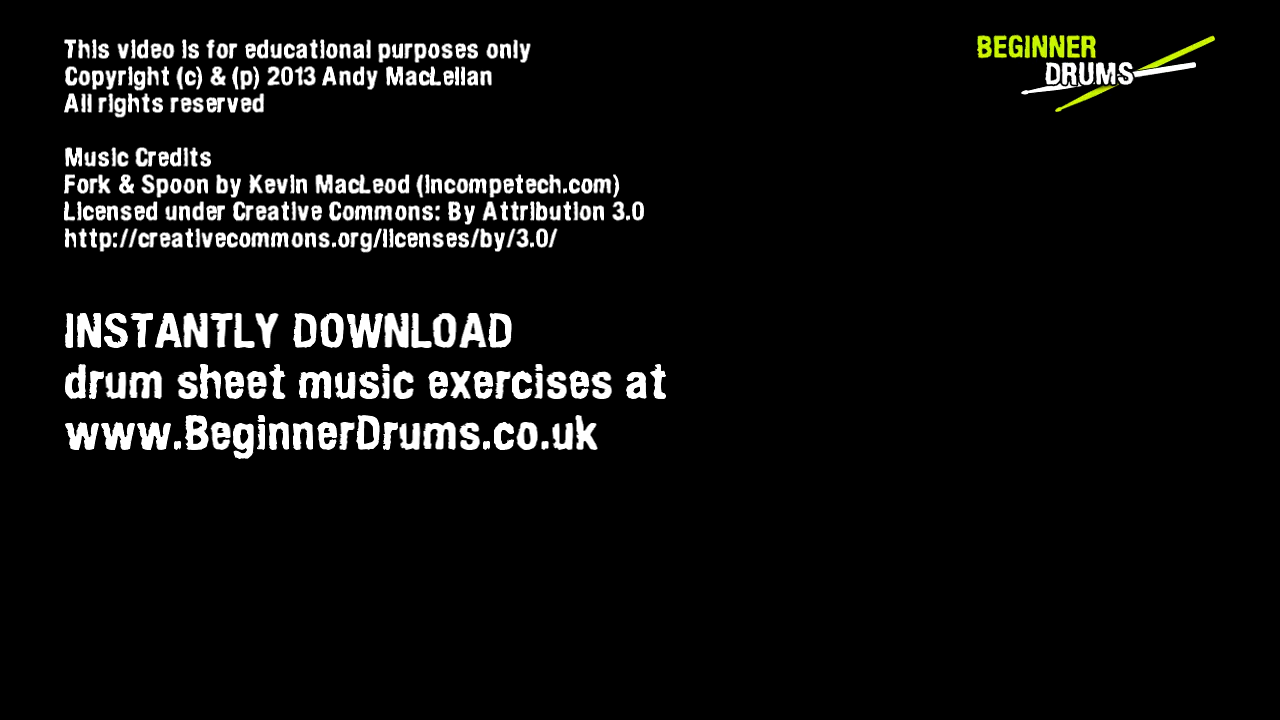 This video is for educational purposes only
Copyright (c) & (p) 2013 Andy MacLellan
All rights reserved
Music Credits
Fork & Spoon by Kevin MacLeod (incompetech.com)
Licensed under Creative Commons: By Attribution 3.0
http://creativecommons.org/licenses/by/3.0/
INSTANTLY DOWNLOAD
drum sheet music exercises at
www.BeginnerDrums.co.uk
BEGINNER
DRUMS